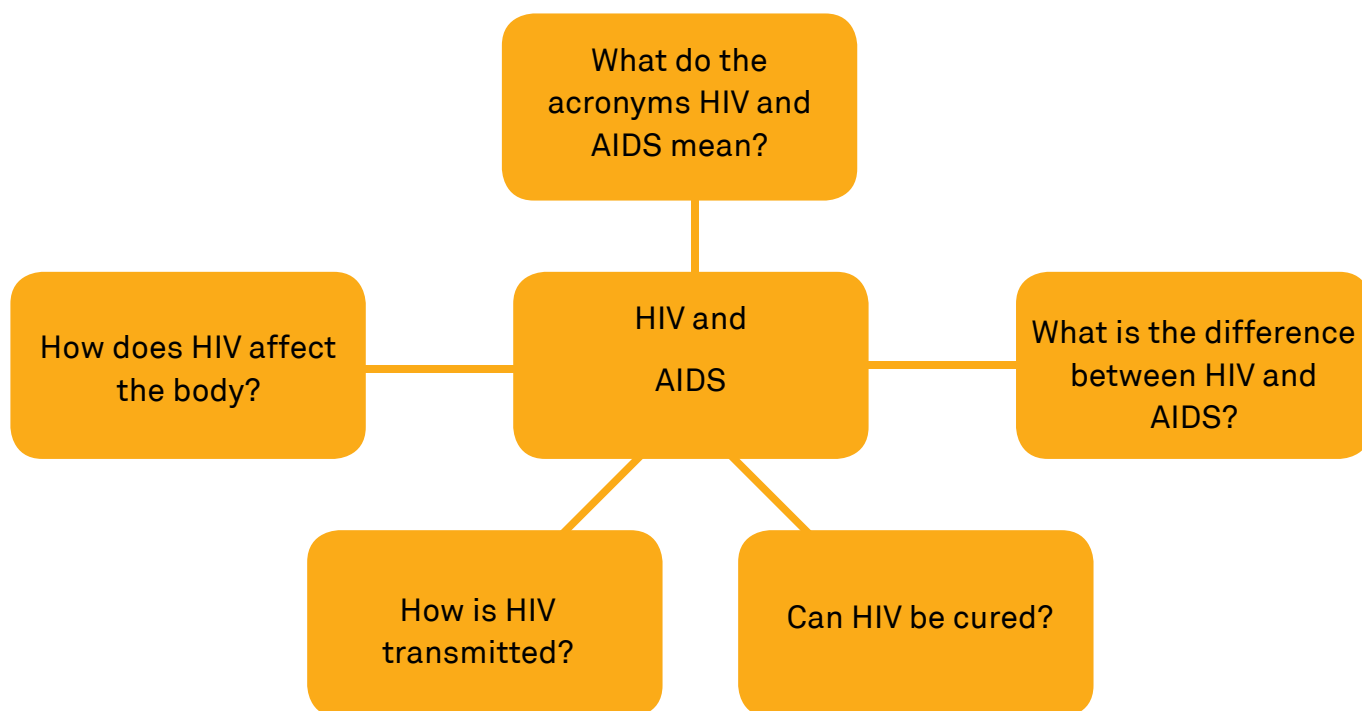 What do the
acronyms HIV and
AIDS mean?
How does HIV affect
the body?
HIV and
AIDS
What is the difference
between HIV and
AIDS?
How is HIV
transmitted?
Can HIV be cured?